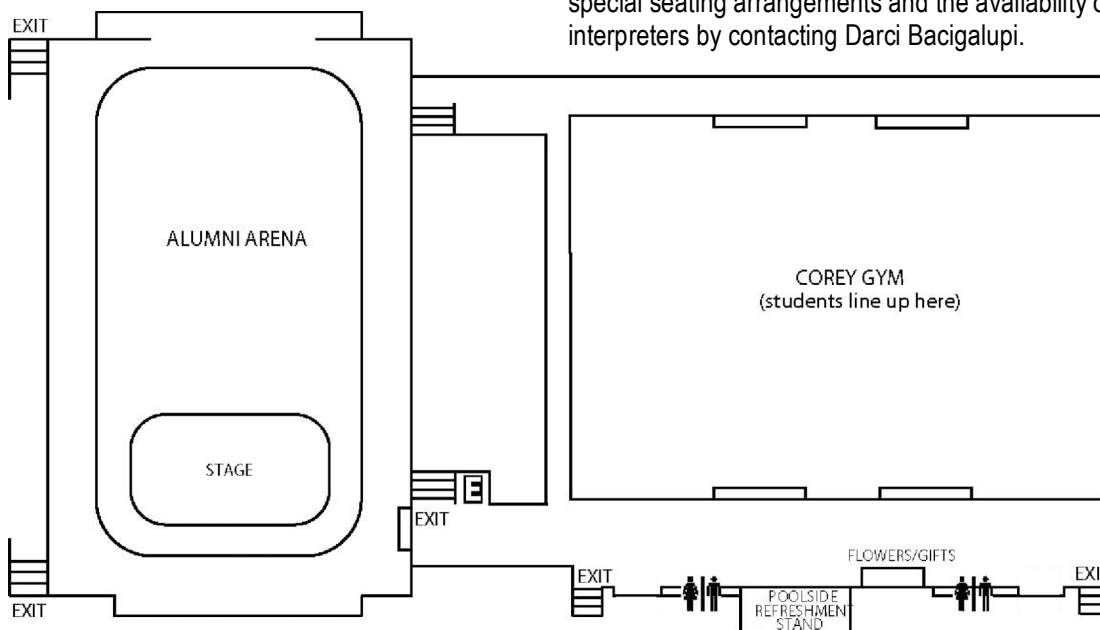 special seating arrangements and the availability
interpreters by contacting Darci Bacigalupi.
EXIT
ALUMNI ARENA
COREY GYM
(students line up here)
STAGE
E
EXIT
FLOWERS/GIFTS
EXIT
EXIT
EXIT
POOLSIDE
REFRESHMENT
STAND